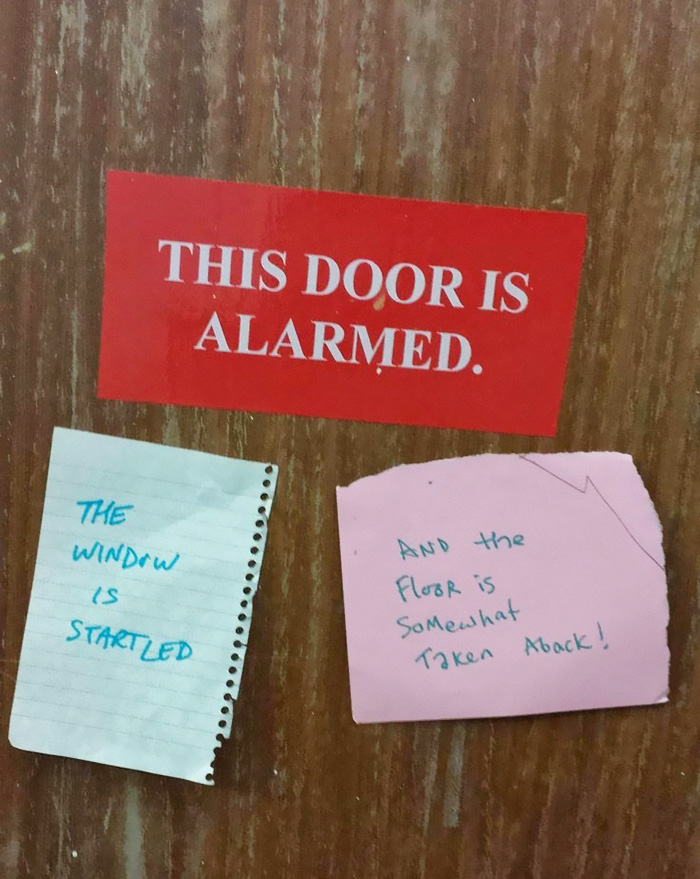 THIS DOOR IS
ALARMED.
THE
WINDOW
IS
STARTLED
AND the
FLOOR is
SOMewhat
Taken Aback!